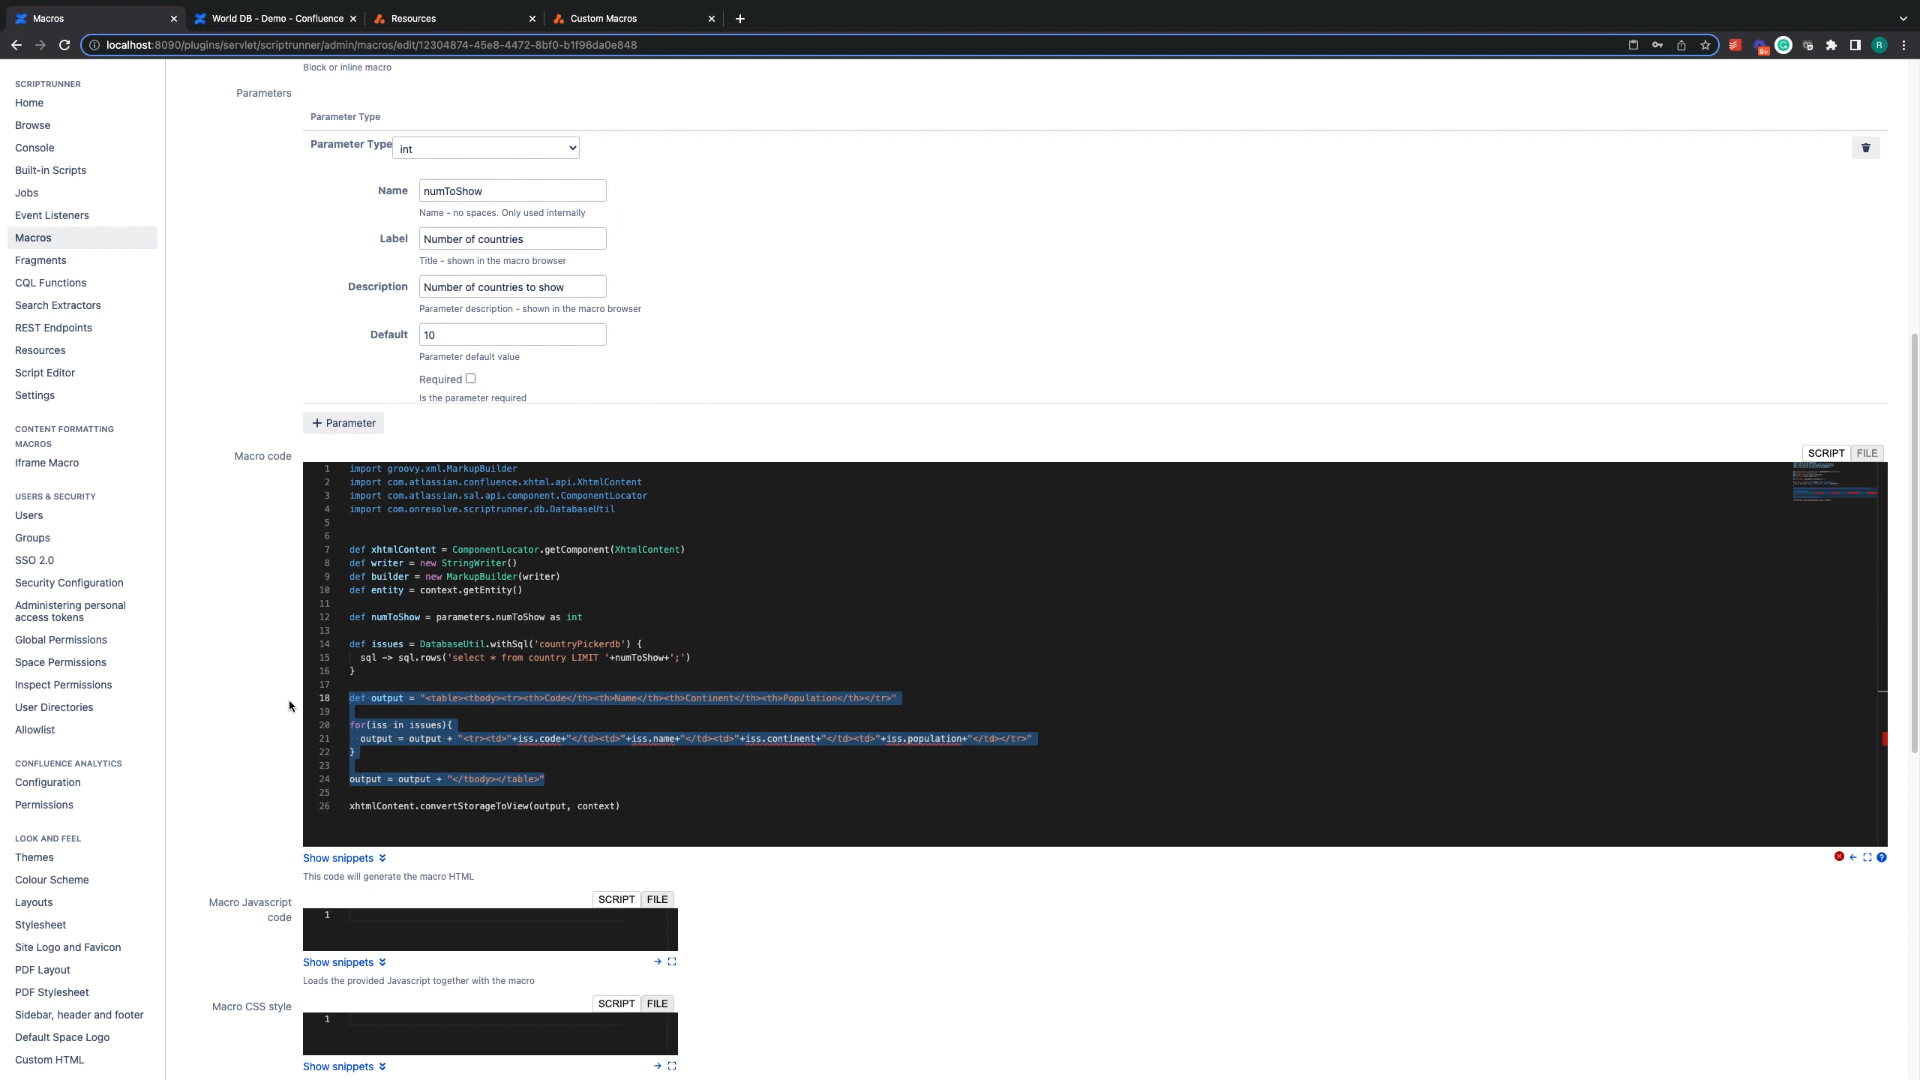 Macros
World DB - Demo - Confluence
Resources
Custom Macros
localhost:8090/plugins/servlet/scriptrunner/admin/macros/edit/12304874-45e8-4472-8bf0-b1f96da0e848
9+
R
SCRIPTRUNNER
Home
Browse
Console
Built-in Scripts
Jobs
Event Listeners
Macros
Fragments
CQL Functions
Search Extractors
REST Endpoints
Resources
Script Editor
Settings
CONTENT FORMATTING
MACROS
Iframe Macro
USERS & SECURITY
Users
Groups
SSO 2.0
Security Configuration
Administering personal
access tokens
Global Permissions
Space Permissions
Inspect Permissions
User Directories
Allowlist
CONFLUENCE ANALYTICS
Configuration
Permissions
LOOK AND FEEL
Themes
Colour Scheme
Layouts
Stylesheet
Site Logo and Favicon
PDF Layout
PDF Stylesheet
Sidebar, header and footer
Default Space Logo
Custom HTML
Block or inline macro
Parameters
Parameter Type
Parameter Type int
Name numToShow
Name - no spaces. Only used internally
Label Number of countries
Title - shown in the macro browser
Description Number of countries to show
Parameter description - shown in the macro browser
Default 10
Parameter default value
Required
Is the parameter required
+ Parameter
Macro code
SCRIPT FILE
1 import groovy.xml.MarkupBuilder
2 import com.atlassian.confluence.xhtml.api.XhtmlContent
3 import com.atlassian.sal.api.component.ComponentLocator
4 import com.onresolve.scriptrunner.db.DatabaseUtil
5
6
7 def xhtmlContent = ComponentLocator.getComponent(XhtmlContent)
8 def writer = new StringWriter()
9 def builder = new MarkupBuilder(writer)
10 def entity = context.getEntity()
11
12 def numToShow = parameters.numToShow as int
13
14 def issues = DatabaseUtil.withSql('countryPickerdb') {
15 sql -> sql.rows('select * from country LIMIT '+numToShow+';')
16 }
17
18 def output = "<table><tbody><tr><th>Code</th><th>Name</th><th>Continent</th><th>Population</th></tr>"
19
20 for(iss in issues){
21 output = output + "<tr><td>"+iss.code+"</td><td>"+iss.name+"</td><td>"+iss.continent+"</td><td>"+iss.population+"</td></tr>"
22 }
23
24 output = output + "</tbody></table>"
25
26 xhtmlContent.convertStorageToView(output, context)
Show snippets
This code will generate the macro HTML
Macro Javascript
code
SCRIPT FILE
1
Show snippets
Loads the provided Javascript together with the macro
Macro CSS style
SCRIPT FILE
1
Show snippets